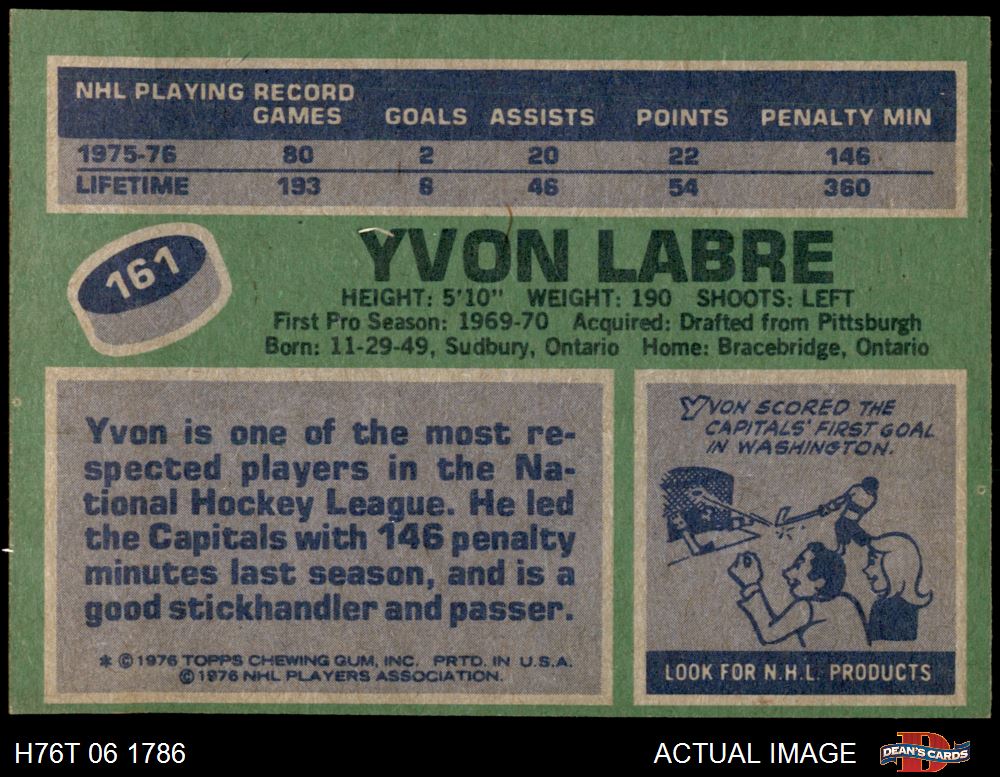 NHL PLAYING RECORD
GAMES GOALS ASSISTS POINTS PENALTY MIN
1975-76 80 2 20 22 146
LIFETIME 193 8 46 54 360
161
YVON LABRE
HEIGHT: 5'10" WEIGHT: 190 SHOOTS: LEFT
First Pro Season: 1969-70 Acquired: Drafted from Pittsburgh
Born: 11-29-49, Sudbury, Ontario Home: Bracebridge, Ontario
Yvon is one of the most re-
spected players in the Na-
tional Hockey League. He led
the Capitals with 146 penalty
minutes last season, and is a
good stickhandler and passer.
* © 1976 TOPPS CHEWING GUM, INC. PRTD. IN U.S.A.
© 1976 NHL PLAYERS ASSOCIATION.
YVON SCORED THE
CAPITALS' FIRST GOAL
IN WASHINGTON.
LOOK FOR N.H.L. PRODUCTS
H76T 06 1786
ACTUAL IMAGE
DEAN'S CARDS